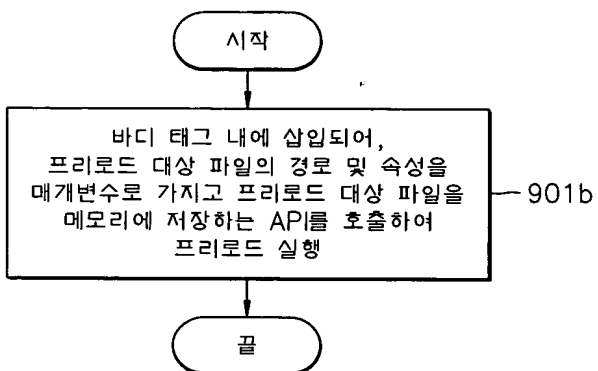 시작
바디 태그 내에 삽입되어,
프리로드 대상 파일의 경로 및 속성을
매개변수로 가지고 프리로드 대상 파일을
메모리에 저장하는 API를 호출하여
프리로드 실행
901b
끝